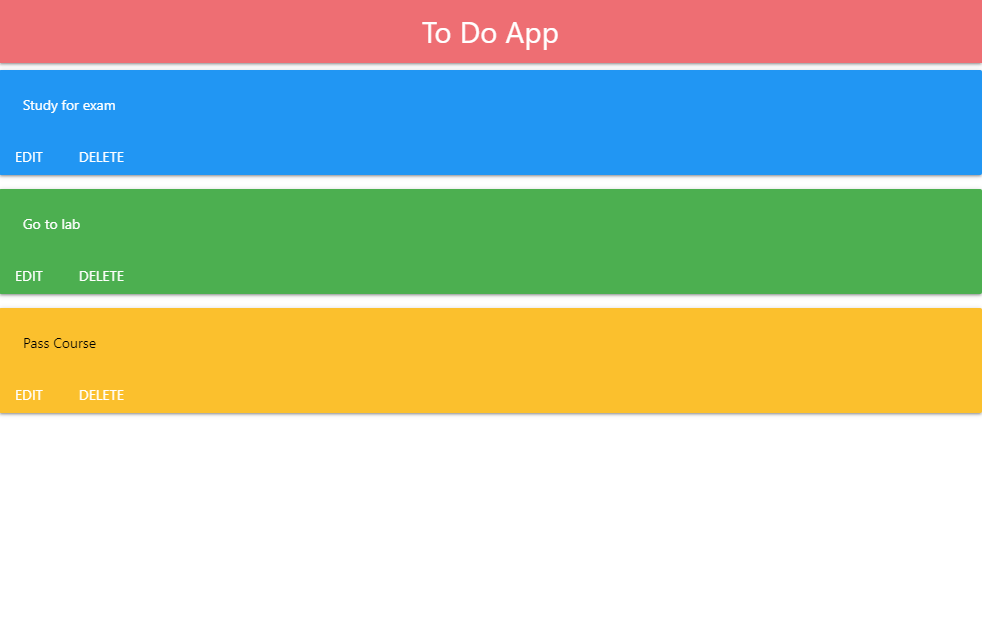 To Do App
Study for exam
EDIT DELETE
Go to lab
EDIT DELETE
Pass Course
EDIT DELETE